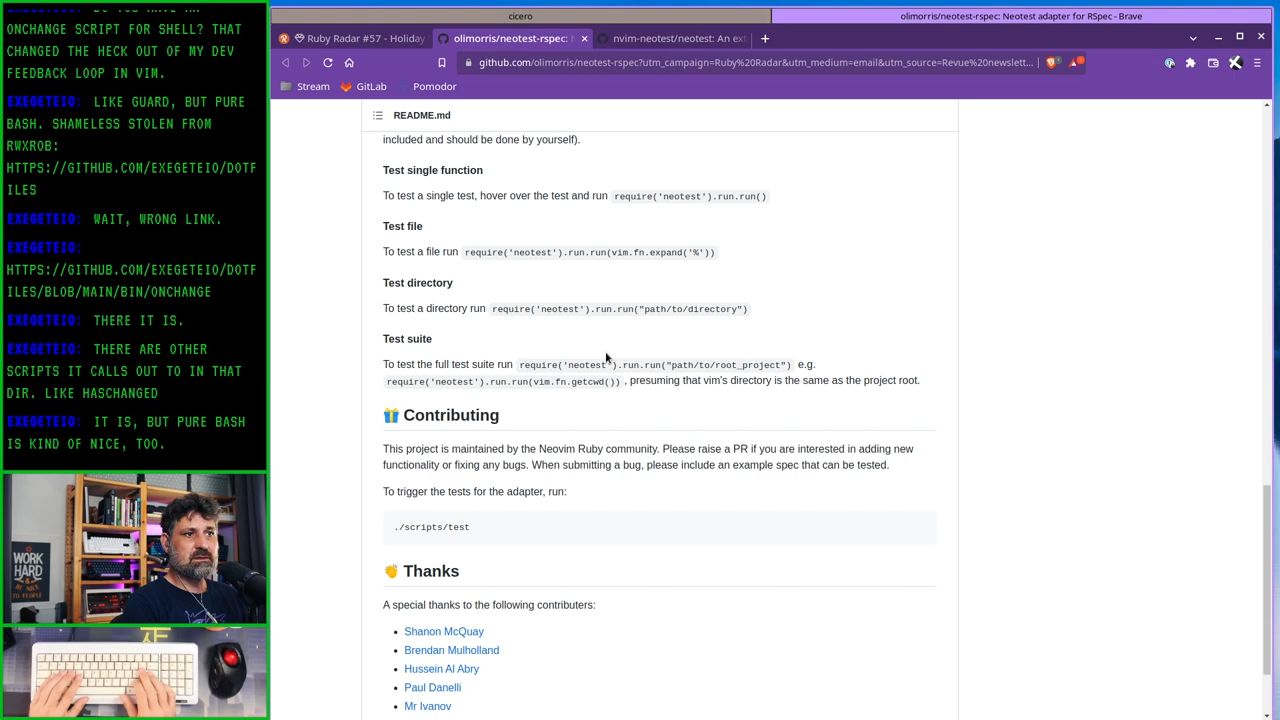 ONCHANGE SCRIPT FOR SHELL? THAT
CHANGED THE HECK OUT OF MY DEV
FEEDBACK LOOP IN VIM.
EXEGETEIO: LIKE GUARD, BUT PURE
BASH. SHAMELESS STOLEN FROM
RWXROB:
HTTPS://GITHUB.COM/EXEGETEIO/DOTF
ILES
EXEGETEIO: WAIT, WRONG LINK.
EXEGETEIO:
HTTPS://GITHUB.COM/EXEGETEIO/DOTF
ILES/BLOB/MAIN/BIN/ONCHANGE
EXEGETEIO: THERE IT IS.
EXEGETEIO: THERE ARE OTHER
SCRIPTS IT CALLS OUT TO IN THAT
DIR. LIKE HASCHANGED
EXEGETEIO: IT IS, BUT PURE BASH
IS KIND OF NICE, TOO.
WORK
HARD
& BE NICE
TO PEOPLE
cicero
olimorris/neotest-rspec: Neotest adapter for RSpec - Brave
Ruby Radar #57 - Holiday
olimorris/neotest-rspec: N
nvim-neotest/neotest: An ext
github.com/olimorris/neotest-rspec?utm_campaign=Ruby%20Radar&utm_medium=email&utm_source=Revue%20newslett...
Stream
GitLab
Pomodor
README.md
included and should be done by yourself).
Test single function
To test a single test, hover over the test and run require('neotest').run.run()
Test file
To test a file run require('neotest').run.run(vim.fn.expand('%'))
Test directory
To test a directory run require('neotest').run.run("path/to/directory")
Test suite
To test the full test suite run require('neotest').run.run("path/to/root_project") e.g.
require('neotest').run.run(vim.fn.getcwd()) , presuming that vim's directory is the same as the project root.
🎁 Contributing
This project is maintained by the Neovim Ruby community. Please raise a PR if you are interested in adding new
functionality or fixing any bugs. When submitting a bug, please include an example spec that can be tested.
To trigger the tests for the adapter, run:
./scripts/test
👏 Thanks
A special thanks to the following contributers:
Shanon McQuay
Brendan Mulholland
Hussein Al Abry
Paul Danelli
Mr Ivanov